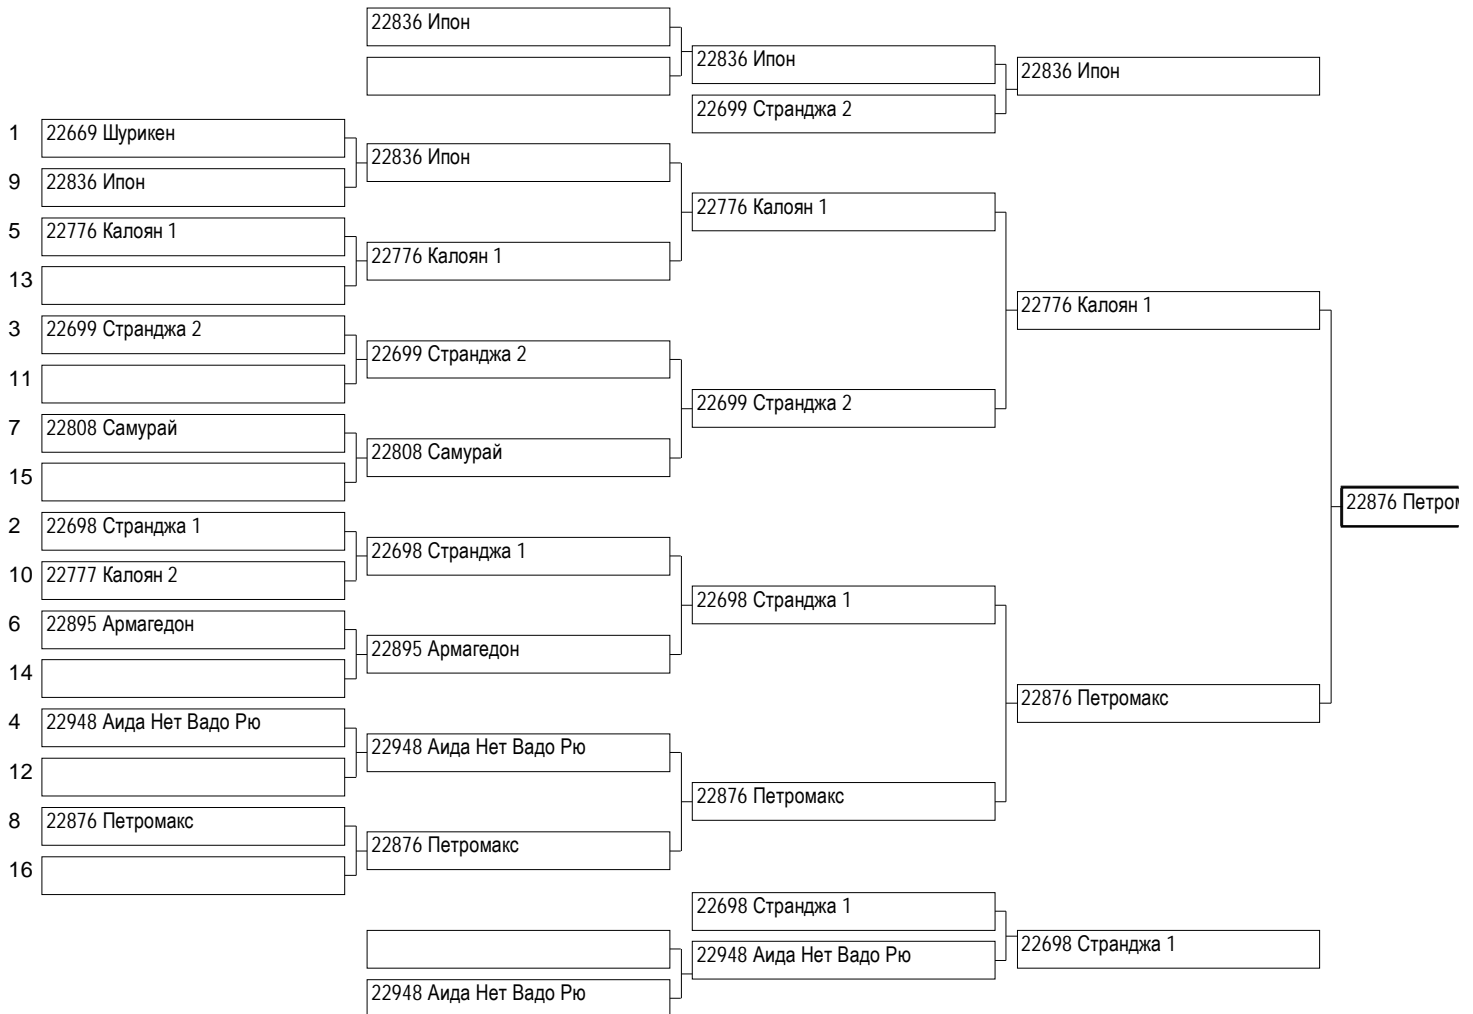 22836 Ипон
22836 Ипон
22836 Ипон
22699 Странджа 2
1 22669 Шурикен
22836 Ипон
9 22836 Ипон
22776 Калоян 1
5 22776 Калоян 1
22776 Калоян 1
13
22776 Калоян 1
3 22699 Странджа 2
22699 Странджа 2
11
22699 Странджа 2
7 22808 Самурай
22808 Самурай
15
22876
2 22698 Странджа 1
22698 Странджа 1
10 22777 Калоян 2
22698 Странджа 1
6 22895 Армагедон
22895 Армагедон
14
22876 Петромакс
4 22948 Аида Нет Вадо Рю
22948 Аида Нет Вадо Рю
12
22876 Петромакс
8 22876 Петромакс
22876 Петромакс
16
22698 Странджа 1
22698 Странджа 1
22948 Аида Нет Вадо Рю
22948 Аида Нет Вадо Рю